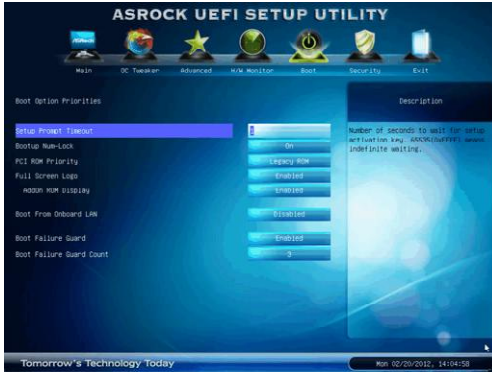 ASROCK UEFI SETUP UTILITY
Main
OC Tweaker
Advanced
H/W Monitor
Boot
Security
Exit
Boot Option Priorities
Description
Setup Prompt Timeout
Number of seconds to wait for setup
activation key. 65535(0xFFFF) means
indefinite waiting.
Bootup Num-Lock
On
PCI ROM Priority
Legacy ROM
Full Screen Logo
Enabled
AddOn ROM Display
Enabled
Boot From Onboard LAN
Disabled
Boot Failure Guard
Enabled
Boot Failure Guard Count
3
Tomorrow's Technology Today
Mon 02/20/2012, 14:04:58